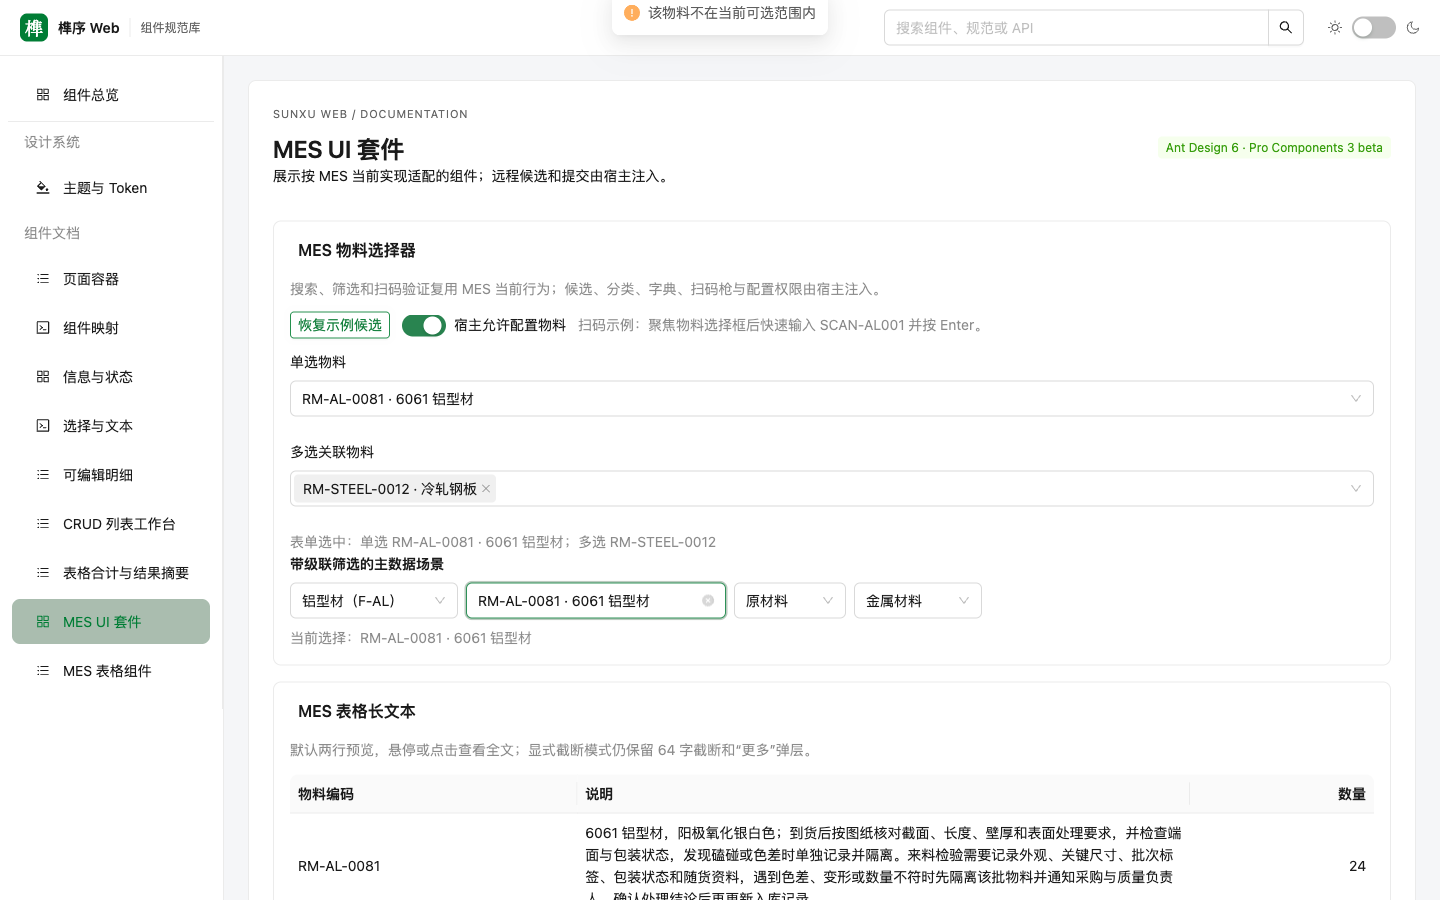 榫 榫序 Web 组件规范库
该物料不在当前可选范围内
搜索组件、规范或 API
组件总览
设计系统
主题与 Token
组件文档
页面容器
组件映射
信息与状态
选择与文本
可编辑明细
CRUD 列表工作台
表格合计与结果摘要
MES UI 套件
MES 表格组件
SUNXU WEB / DOCUMENTATION
MES UI 套件
Ant Design 6 · Pro Components 3 beta
展示按 MES 当前实现适配的组件；远程候选和提交由宿主注入。
MES 物料选择器
搜索、筛选和扫码验证复用 MES 当前行为；候选、分类、字典、扫码枪与配置权限由宿主注入。
恢复示例候选 宿主允许配置物料 扫码示例：聚焦物料选择框后快速输入 SCAN-AL001 并按 Enter。
单选物料
RM-AL-0081 · 6061 铝型材
多选关联物料
RM-STEEL-0012 · 冷轧钢板
表单选中：单选 RM-AL-0081 · 6061 铝型材；多选 RM-STEEL-0012
带级联筛选的主数据场景
铝型材（F-AL） RM-AL-0081 · 6061 铝型材 原材料 金属材料
当前选择：RM-AL-0081 · 6061 铝型材
MES 表格长文本
默认两行预览，悬停或点击查看全文；显式截断模式仍保留 64 字截断和“更多”弹层。
物料编码 说明 数量
6061 铝型材，阳极氧化银白色；到货后按图纸核对截面、长度、壁厚和表面处理要求，并检查端
面与包装状态，发现磕碰或色差时单独记录并隔离。来料检验需要记录外观、关键尺寸、批次标
RM-AL-0081 24
签、包装状态和随货资料，遇到色差、变形或数量不符时先隔离该批物料并通知采购与质量负责
人，确认处理结论后再更新入库记录。